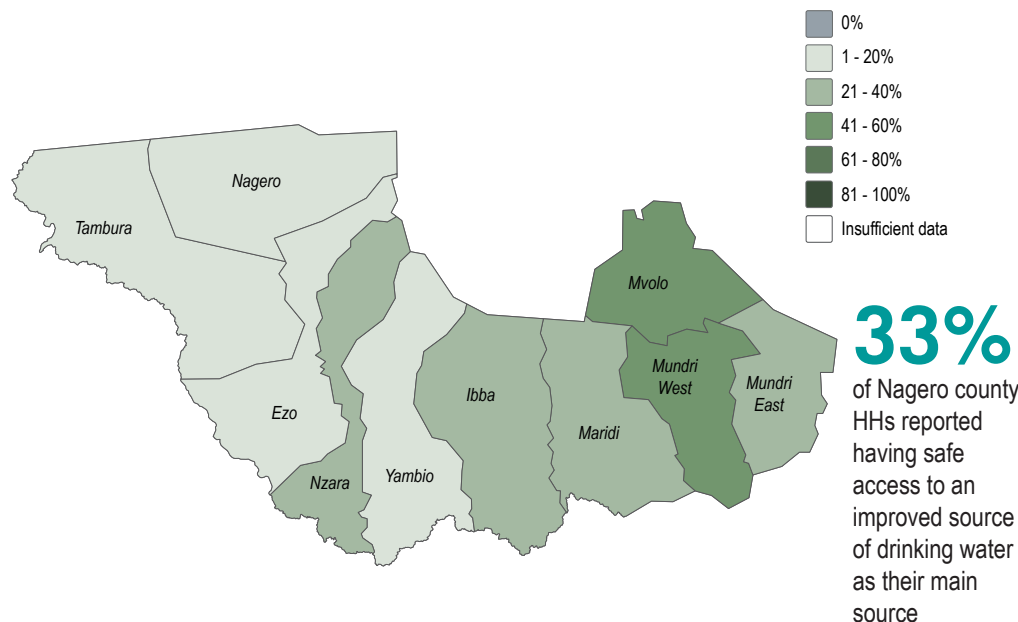 0%
1 - 20%
21 - 40%
41 - 60%
61 - 80%
81 - 100%
Insufficient data
Nagero
Tambura
Mvolo
Mundri
West
Mundri
East
Ibba
Ezo
Maridi
Nzara
Yambio
33%
of Nagero county
HHs reported
having safe
access to an
improved source
of drinking water
as their main
source